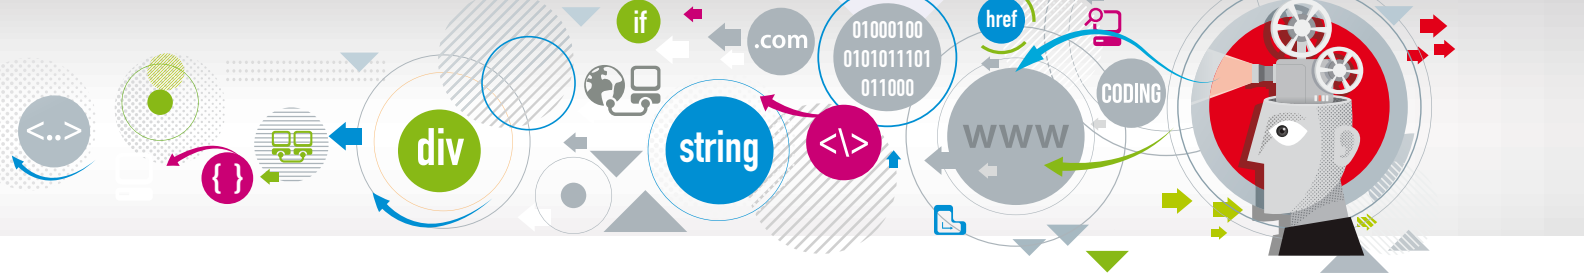 <..>
{ }
div
if
string
.com
<\>
01000100
0101011101
011000
href
www
CODING